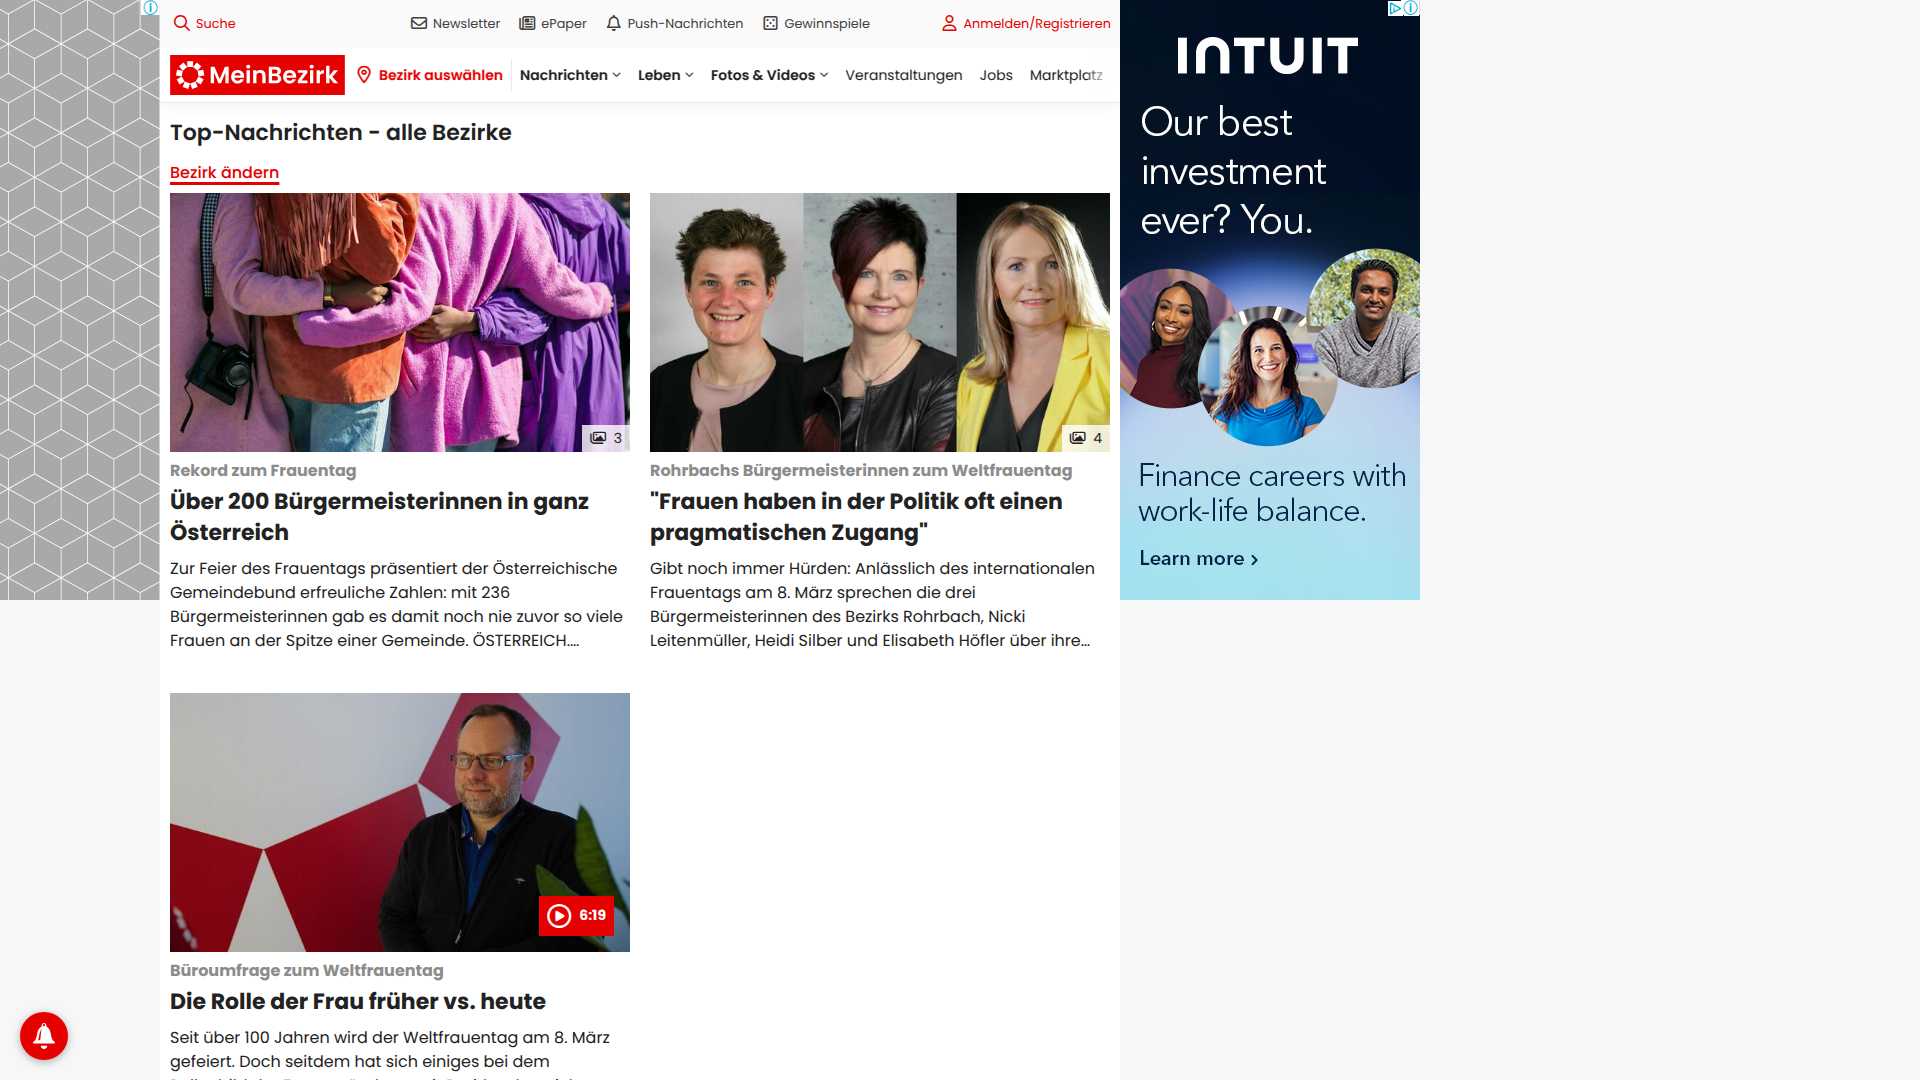 Suche
Newsletter
ePaper
Push-Nachrichten
Gewinnspiele
Anmelden/Registrieren
MeinBezirk
Bezirk auswählen
Nachrichten
Leben
Fotos & Videos
Veranstaltungen
Jobs
Marktplatz
Top-Nachrichten - alle Bezirke
Bezirk ändern
3
Rekord zum Frauentag
Über 200 Bürgermeisterinnen in ganz
Österreich
Zur Feier des Frauentags präsentiert der Österreichische
Gemeindebund erfreuliche Zahlen: mit 236
Bürgermeisterinnen gab es damit noch nie zuvor so viele
Frauen an der Spitze einer Gemeinde. ÖSTERREICH....
4
Rohrbachs Bürgermeisterinnen zum Weltfrauentag
"Frauen haben in der Politik oft einen
pragmatischen Zugang"
Gibt noch immer Hürden: Anlässlich des internationalen
Frauentags am 8. März sprechen die drei
Bürgermeisterinnen des Bezirks Rohrbach, Nicki
Leitenmüller, Heidi Silber und Elisabeth Höfler über ihre...
6:19
Büroumfrage zum Weltfrauentag
Die Rolle der Frau früher vs. heute
Seit über 100 Jahren wird der Weltfrauentag am 8. März
gefeiert. Doch seitdem hat sich einiges bei dem
INTUIT
Our best
investment
ever? You.
Finance careers with
work-life balance.
Learn more